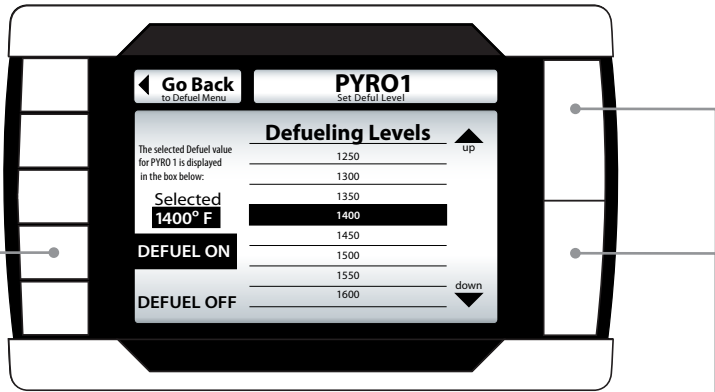 Go Back
to Defuel Menu
PYRO1
Set Deful Level
The selected Defuel value
for PYRO 1 is displayed
in the box below:
Selected
1400° F
DEFUEL ON
DEFUEL OFF
Defueling Levels
1250
1300
1350
1400
1450
1500
1550
1600
up
down